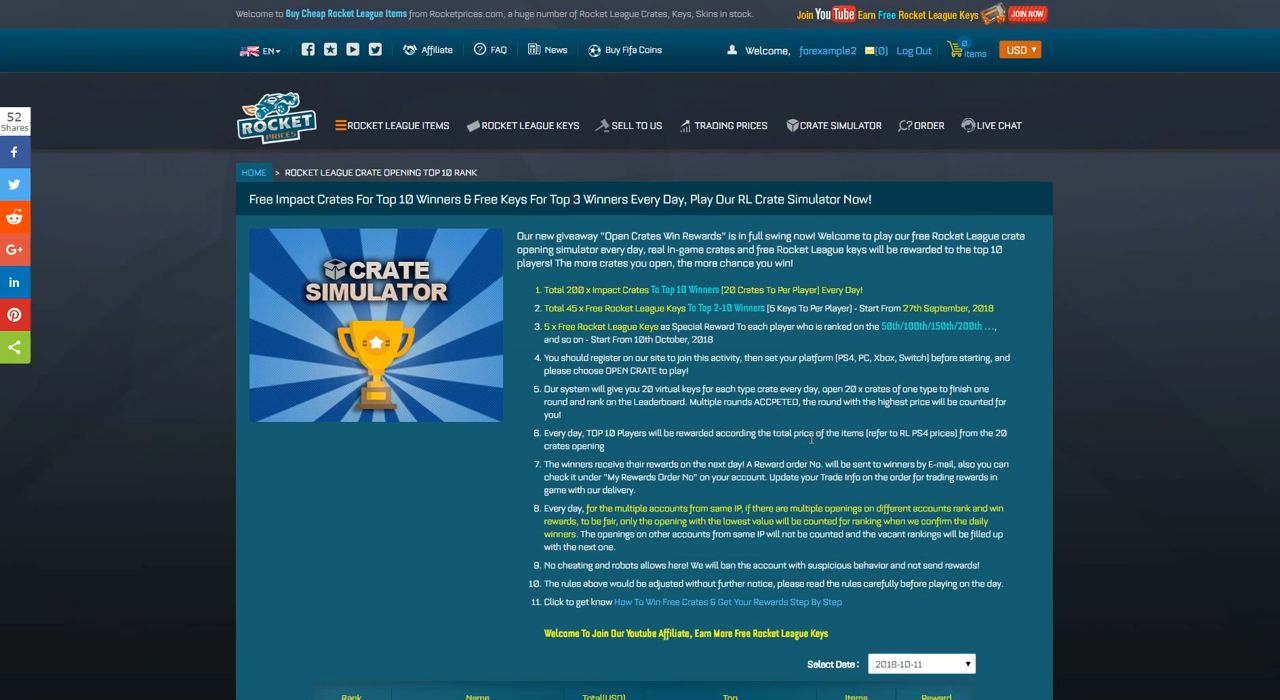 Welcome to Buy Cheap Rocket League Items from Rocketprices.com, a huge number of Rocket League Crates, Keys, Skins in stock.
Join YouTube Earn Free Rocket League Keys JOIN NOW
EN
Affiliate
FAQ
News
Buy Fifa Coins
Welcome, forexample2 (0) Log Out
0 items
USD
52
Shares
ROCKET PRICES
ROCKET LEAGUE ITEMS
ROCKET LEAGUE KEYS
SELL TO US
TRADING PRICES
CRATE SIMULATOR
ORDER
LIVE CHAT
HOME > ROCKET LEAGUE CRATE OPENING TOP 10 RANK
Free Impact Crates For Top 10 Winners & Free Keys For Top 3 Winners Every Day, Play Our RL Crate Simulator Now!
CRATE
SIMULATOR
Our new giveaway "Open Crates Win Rewards" is in full swing now! Welcome to play our free Rocket League crate
opening simulator every day, real in-game crates and free Rocket League keys will be rewarded to the top 10
players! The more crates you open, the more chance you win!
1. Total 200 x Impact Crates To Top 10 Winners (20 Crates To Per Player) Every Day!
2. Total 45 x Free Rocket League Keys To Top 2-10 Winners (5 Keys To Per Player) - Start From 27th September, 2018
3. 5 x Free Rocket League Keys as Special Reward To each player who is ranked on the 50th/100th/150th/200th ...,
and so on - Start From 10th October, 2018
4. You should register on our site to join this activity, then set your platform (PS4, PC, Xbox, Switch) before starting, and
please choose OPEN CRATE to play!
5. Our system will give you 20 virtual keys for each type crate every day, open 20 x crates of one type to finish one
round and rank on the Leaderboard. Multiple rounds ACCPETED, the round with the highest price will be counted for
you!
6. Every day, TOP 10 Players will be rewarded according the total price of the items (refer to RL PS4 prices) from the 20
crates opening
7. The winners receive their rewards on the next day! A Reward order No. will be sent to winners by E-mail, also you can
check it under "My Rewards Order No" on your account. Update your Trade Info on the order for trading rewards in
game with our delivery.
8. Every day, for the multiple accounts from same IP, if there are multiple openings on different accounts rank and win
rewards, to be fair, only the opening with the lowest value will be counted for ranking when we confirm the daily
winners. The openings on other accounts from same IP will not be counted and the vacant rankings will be filled up
with the next one.
9. No cheating and robots allows here! We will ban the account with suspicious behavior and not send rewards!
10. The rules above would be adjusted without further notice, please read the rules carefully before playing on the day.
11. Click to get know How To Win Free Crates & Get Your Rewards Step By Step
Welcome To Join Our Youtube Affiliate, Earn More Free Rocket League Keys
Select Date : 2018-10-11
Rank Name Total(USD) Top Items Reward